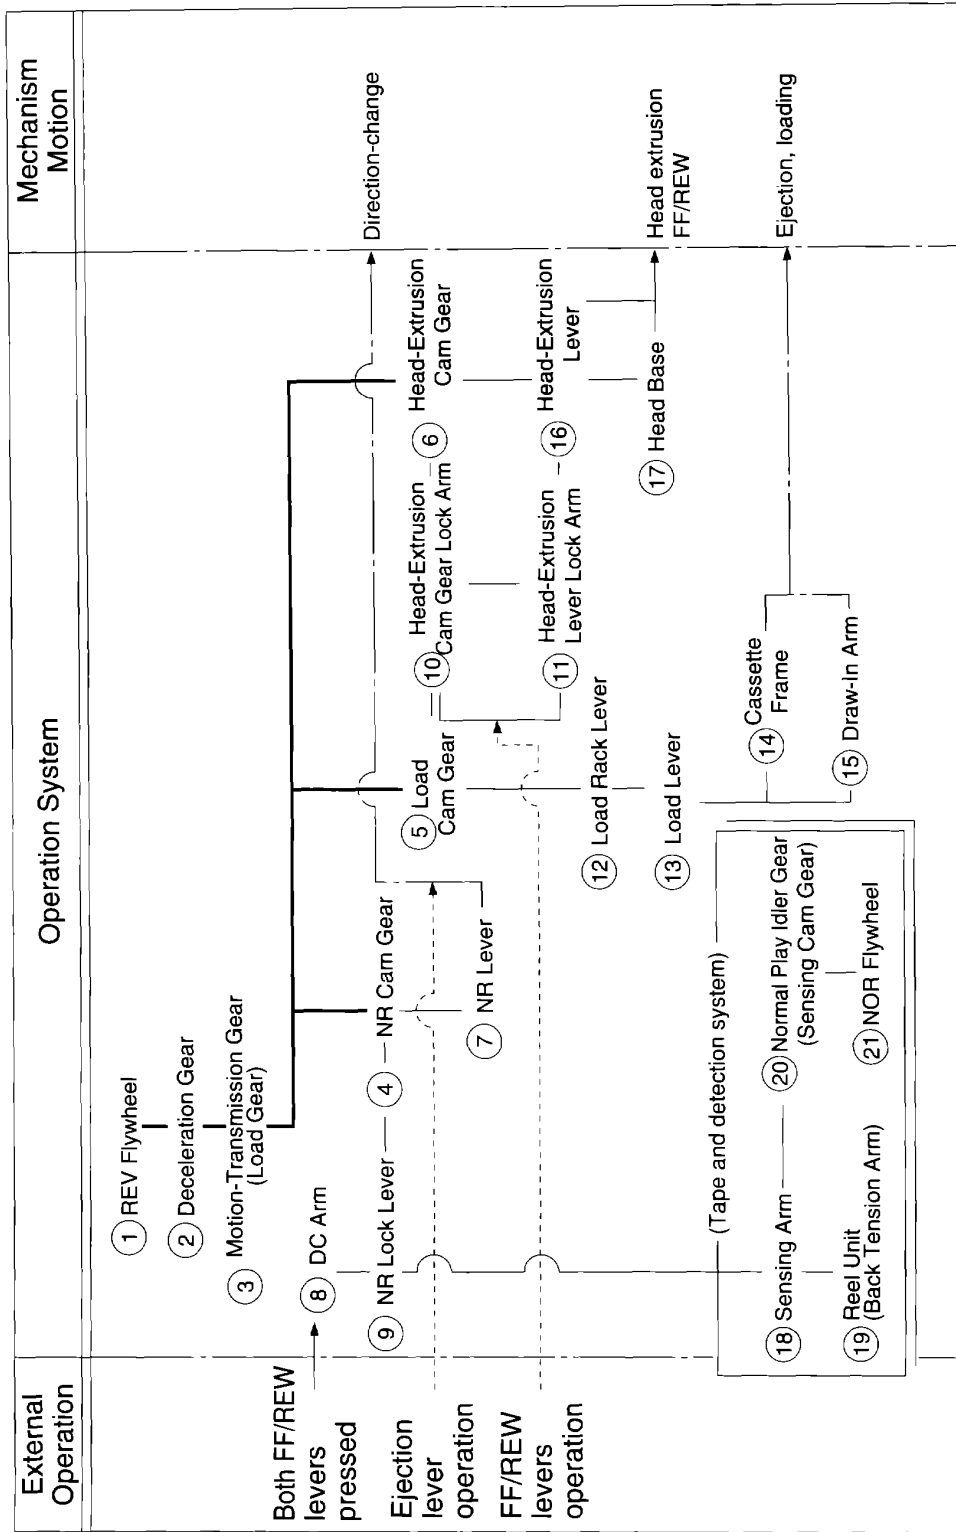 External
Operation
Operation System
Mechanism
Motion
Both FF/REW
levers
pressed
Ejection
lever
operation
FF/REW
levers
operation
1 REV Flywheel
2 Deceleration Gear
3 Motion-Transmission Gear
(Load Gear)
8 DC Arm
9 NR Lock Lever
4 NR Cam Gear
7 NR Lever
5 Load
Cam Gear
10 Head-Extrusion
Cam Gear Lock Arm
6 Head-Extrusion
Cam Gear
11 Head-Extrusion
Lever Lock Arm
16 Head-Extrusion
Lever
12 Load Rack Lever
13 Load Lever
17 Head Base
14 Cassette
Frame
15 Draw-In Arm
(Tape and detection system)
18 Sensing Arm
20 Normal Play Idler Gear
(Sensing Cam Gear)
19 Reel Unit
(Back Tension Arm)
21 NOR Flywheel
Direction-change
Head extrusion
FF/REW
Ejection, loading